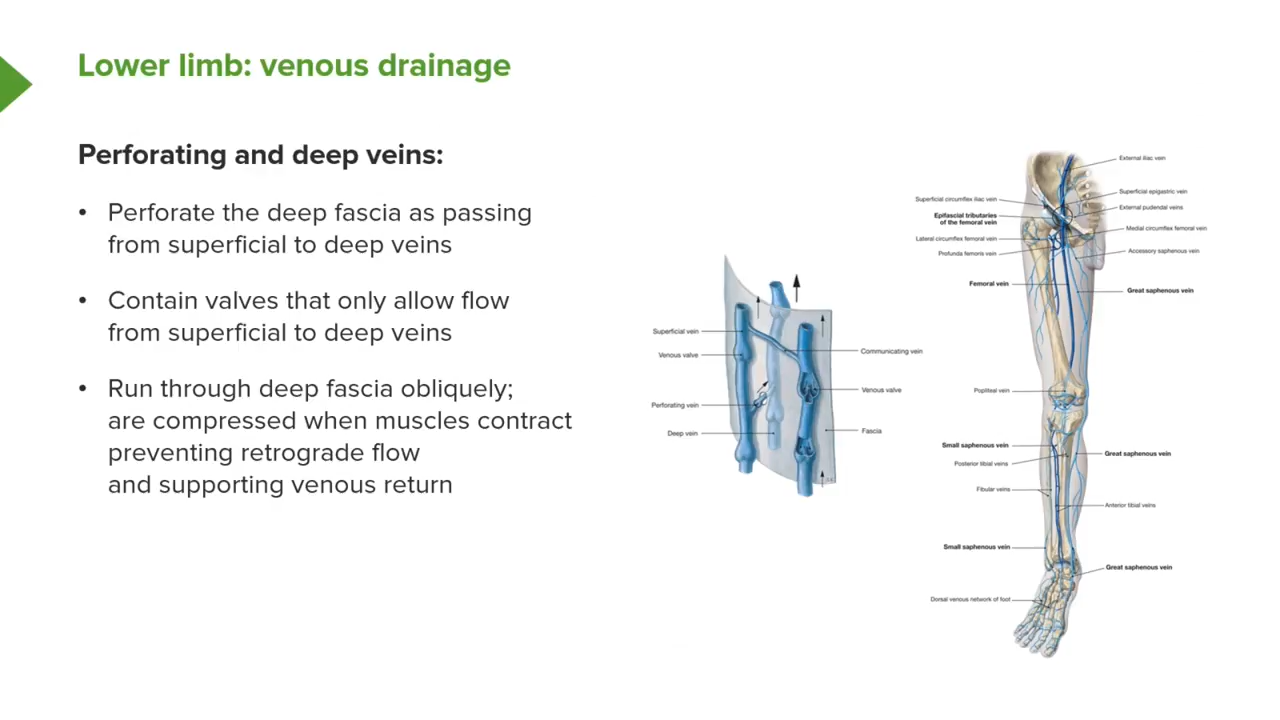 Lower limb: venous drainage
Perforating and deep veins:
• Perforate the deep fascia as passing
from superficial to deep veins
• Contain valves that only allow flow
from superficial to deep veins
• Run through deep fascia obliquely;
are compressed when muscles contract
preventing retrograde flow
and supporting venous return
Superficial vein
Venous valve
Perforating vein
Deep vein
Communicating vein
Venous valve
Fascia
Superficial circumflex iliac vein
Epifascial tributaries
of the femoral vein
Lateral circumflex femoral vein
Profunda femoris vein
Femoral vein
Popliteal vein
Small saphenous vein
Posterior tibial veins
Fibular veins
Small saphenous vein
Dorsal venous network of foot
External iliac vein
Superficial epigastric vein
External pudendal veins
Medial circumflex femoral vein
Accessory saphenous vein
Great saphenous vein
Great saphenous vein
Anterior tibial veins
Great saphenous vein